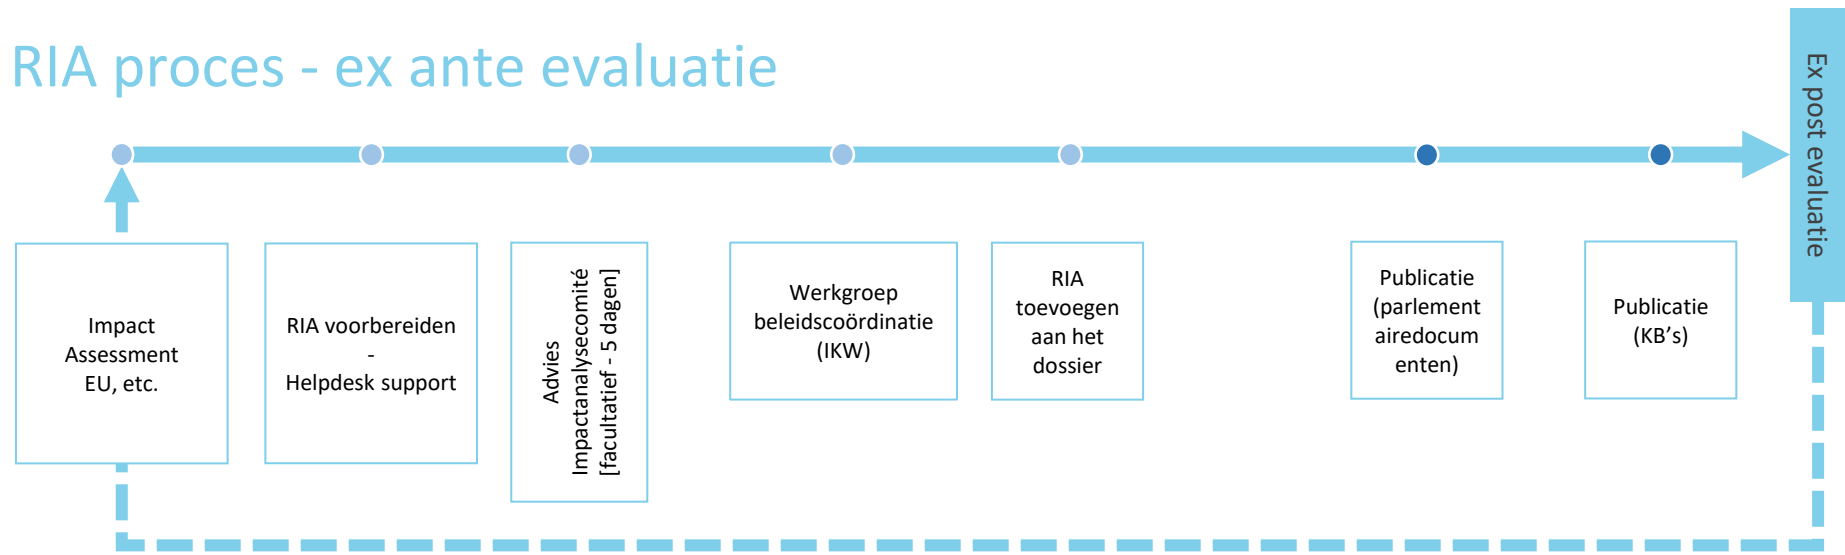 RIA proces - ex ante evaluatie
Ex post evaluatie
Impact
Assessment
EU, etc.
RIA voorbereiden
-
Helpdesk support
Advies
Impactanalysecomité
[facultatief - 5 dagen]
Werkgroep
beleidscoördinatie
(IKW)
RIA
toevoegen
aan het
dossier
Publicatie
(parlement
airedocum
enten)
Publicatie
(KB's)